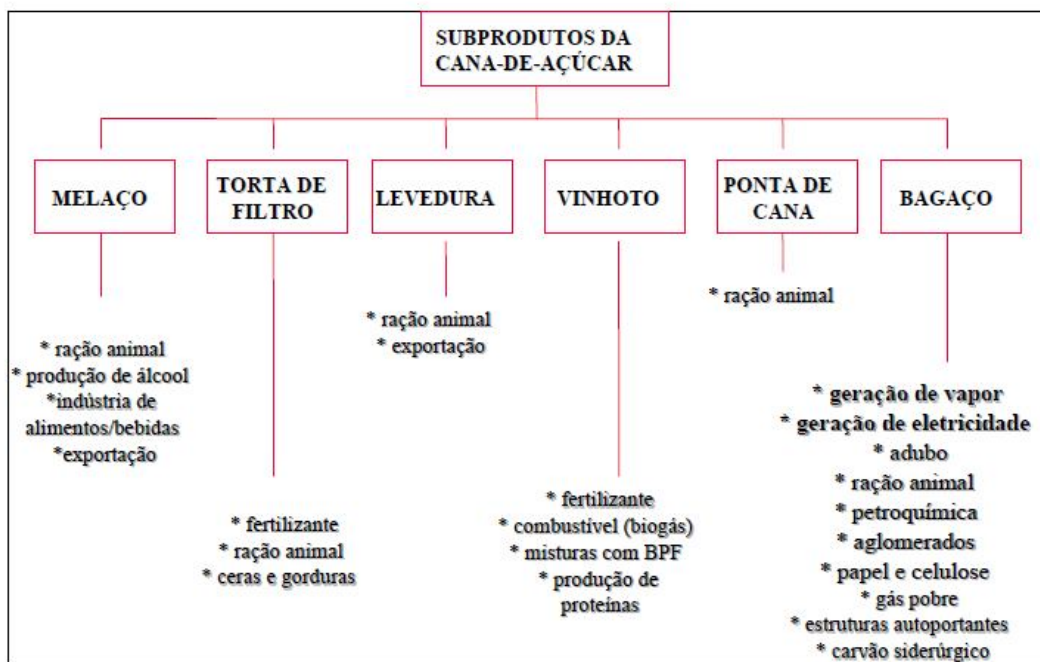 SUBPRODUTOS DA
CANA-DE-AÇÚCAR
MELAÇO
* ração animal
* produção de álcool
*indústria de
alimentos/bebidas
*exportação
TORTA DE
FILTRO
* fertilizante
* ração animal
* ceras e gorduras
LEVEDURA
* ração animal
* exportação
VINHOTO
* fertilizante
* combustível (biogás)
* misturas com BPF
* produção de
proteínas
PONTA DE
CANA
* ração animal
BAGAÇO
* geração de vapor
* geração de eletricidade
* adubo
* ração animal
* petroquímica
* aglomerados
* papel e celulose
* gás pobre
* estruturas autoportantes
* carvão siderúrgico